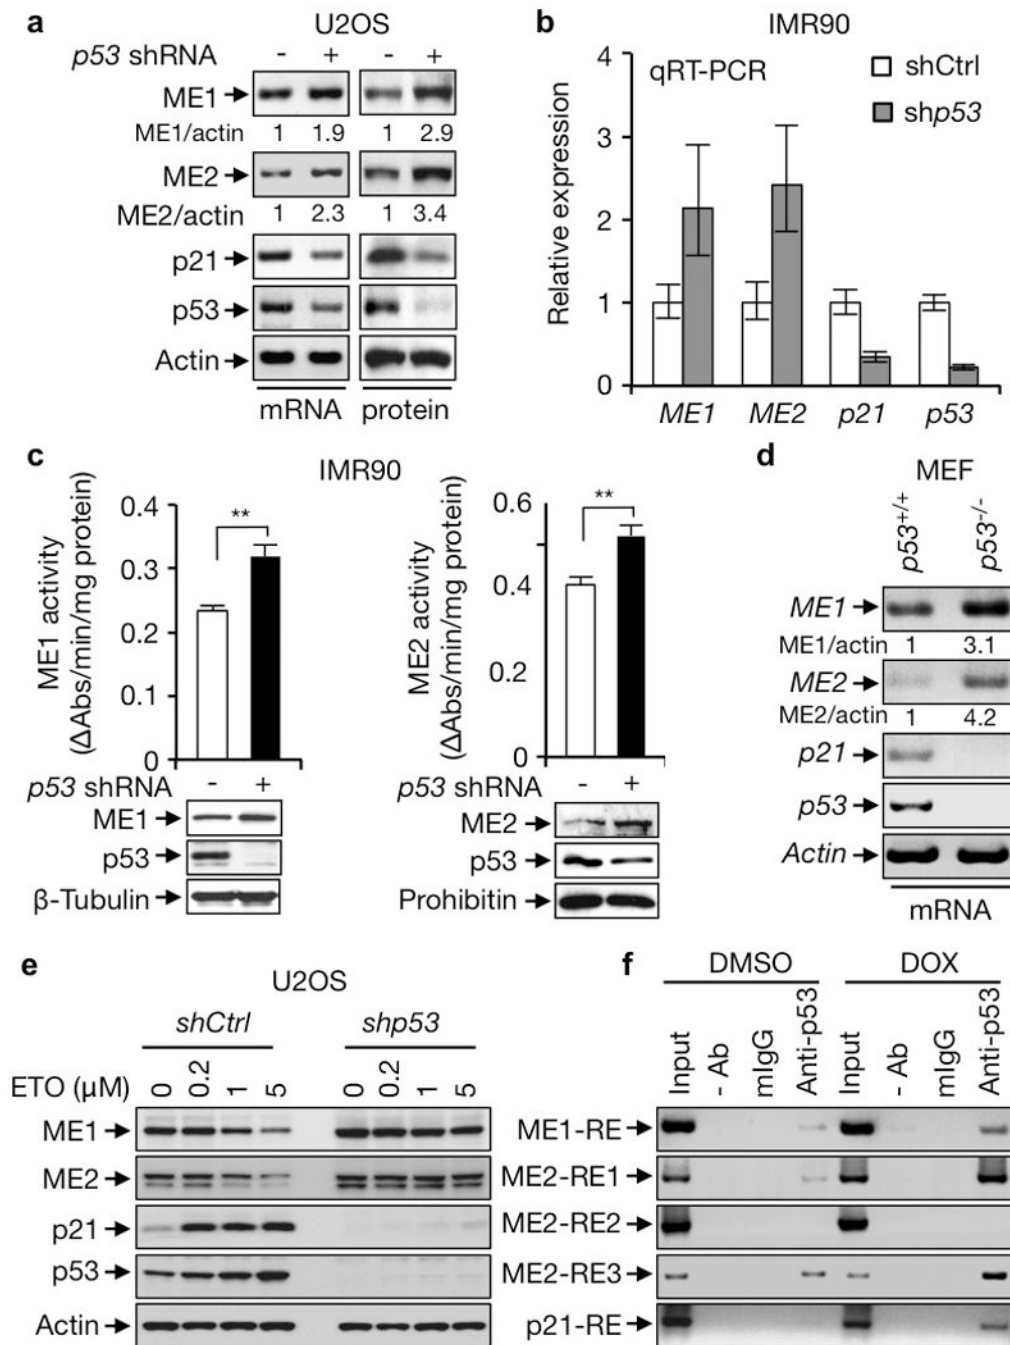 a
U2OS
p53 shRNA - +  - +
ME1
ME1/actin 1 1.9 1 2.9
ME2
ME2/actin 1 2.3 1 3.4
p21
p53
Actin
mRNA protein
b
IMR90
qRT-PCR
shCtrl
shp53
Relative expression
4
3
2
1
0
ME1 ME2 p21 p53
c
IMR90
ME1 activity
(ΔAbs/min/mg protein)
0.4
0.3
0.2
0.1
0
**
p53 shRNA - +
ME1
p53
β-Tubulin
ME2 activity
(ΔAbs/min/mg protein)
0.6
0.4
0.2
0
**
p53 shRNA - +
ME2
p53
Prohibitin
d
MEF
p53+/+ p53-/-
ME1
ME1/actin 1 3.1
ME2
ME2/actin 1 4.2
p21
p53
Actin
mRNA
e
U2OS
shCtrl shp53
ETO (μM) 0 0.2 1 5 0 0.2 1 5
ME1
ME2
p21
p53
Actin
f
DMSO DOX
Input - Ab mIgG Anti-p53 Input - Ab mIgG Anti-p53
ME1-RE
ME2-RE1
ME2-RE2
ME2-RE3
p21-RE